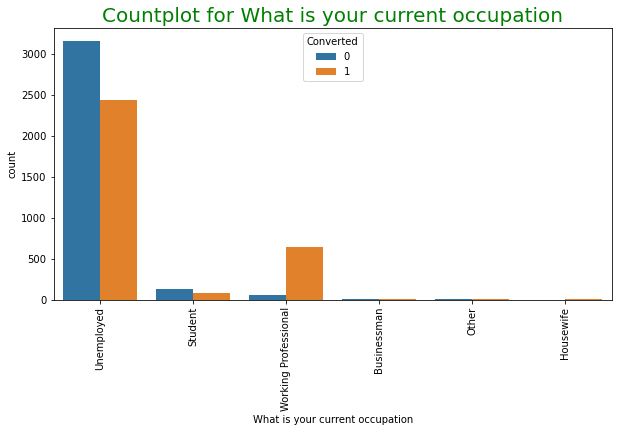 Countplot for What is your current occupation
Converted
0
1
3000
2500
2000
1500
1000
500
0
count
Unemployed
Student
Working Professional
Businessman
Other
Housewife
What is your current occupation